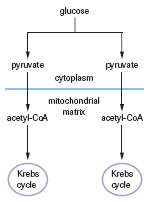 glucose
pyruvate pyruvate
cytoplasm
mitochondrial
matrix
acetyl-CoA acetyl-CoA
Krebs Krebs
cycle cycle